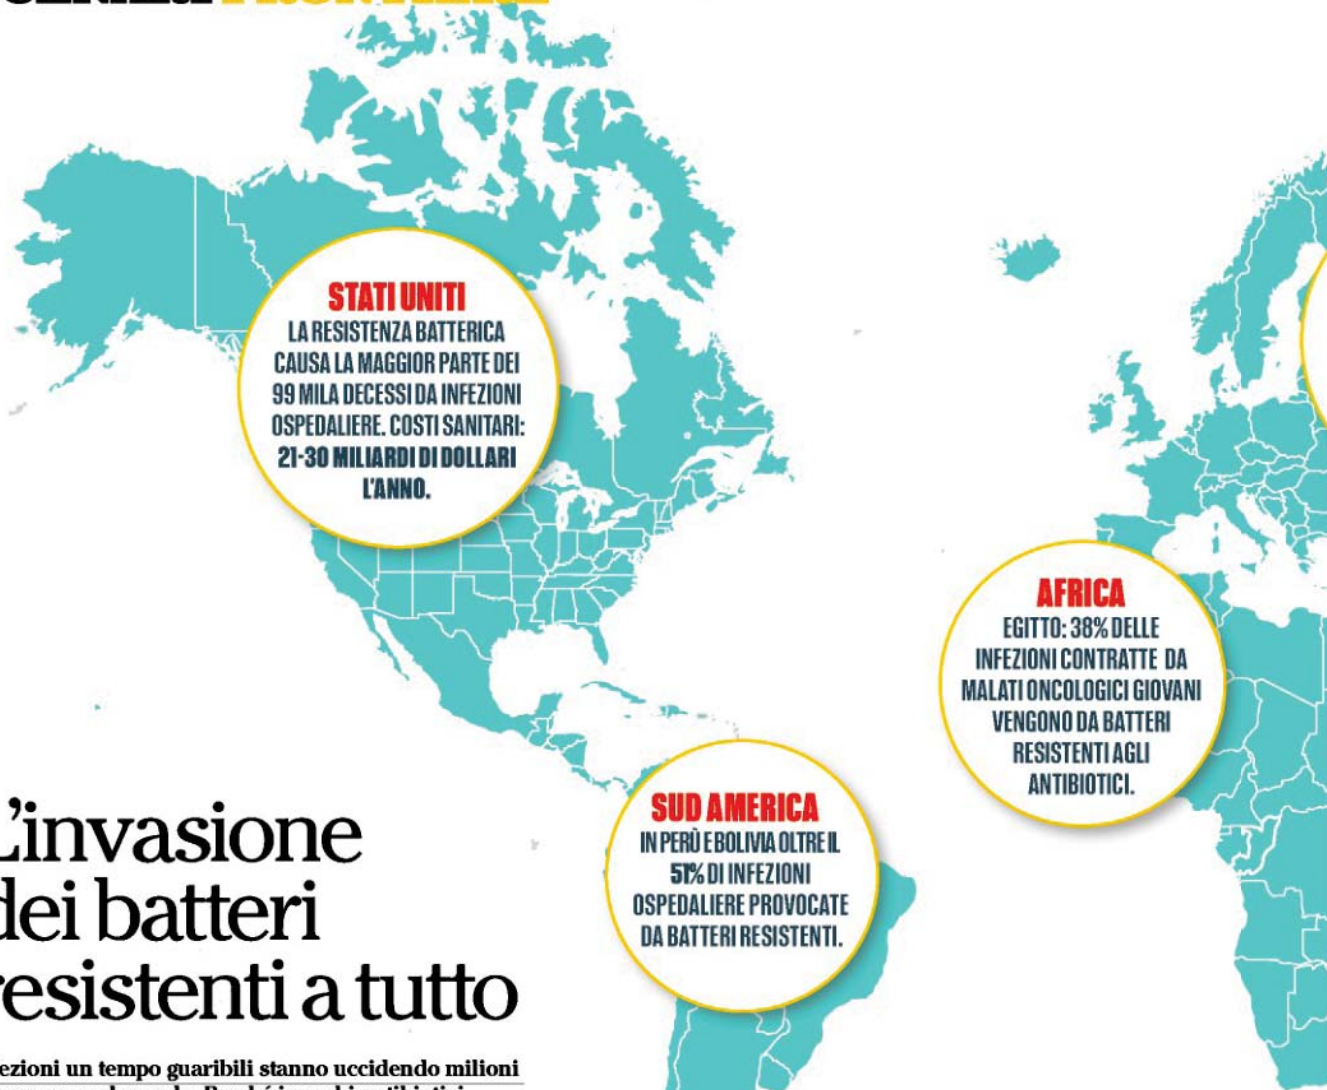 STATI UNITI
LA RESISTENZA BATTERICA
CAUSA LA MAGGIOR PARTE DEI
99 MILA DECESSI DA INFEZIONI
OSPEDALIERE. COSTI SANITARI:
21-30 MILIARDI DI DOLLARI
L'ANNO.
AFRICA
EGITTO: 38% DELLE
INFEZIONI CONTRATTE DA
MALATI ONCOLOGICI GIOVANI
VENGONO DA BATTERI
RESISTENTI AGLI
ANTIBIOTICI.
SUD AMERICA
IN PERÙ E BOLIVIA OLTRE IL
51% DI INFEZIONI
OSPEDALIERE PROVOCATE
DA BATTERI RESISTENTI.
L'invasione
dei batteri
resistenti a tutto
ezioni un tempo guaribili stanno uccidendo milioni